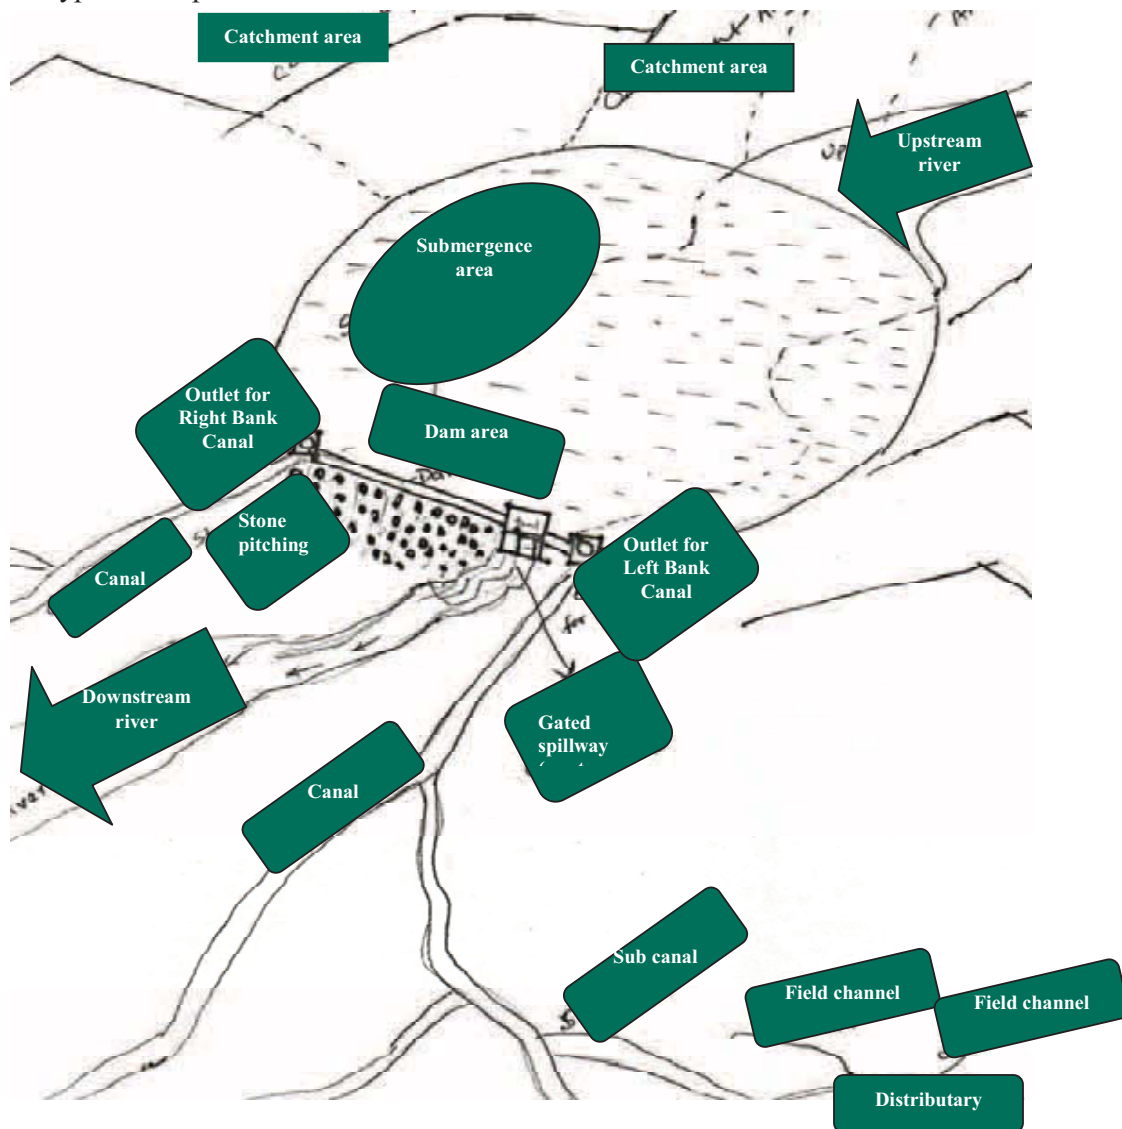 Catchment area
Catchment area
Upstream
river
Submergence
area
Outlet for
Right Bank
Canal
Dam area
Stone
pitching
Outlet for
Left Bank
Canal
Canal
Downstream
river
Gated
spillway
Canal
Sub canal
Field channel
Field channel
Distributary